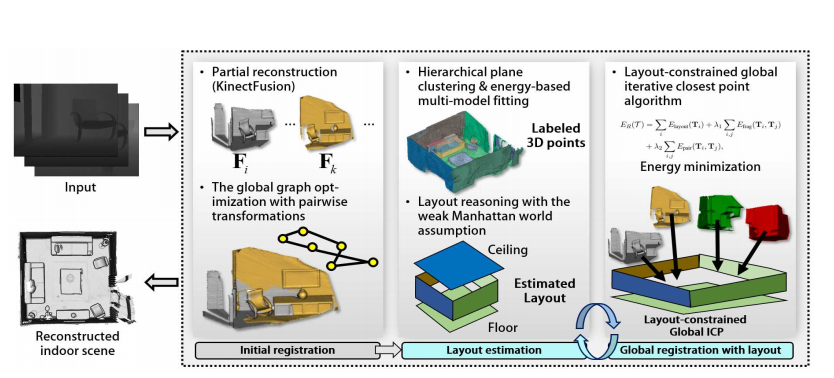 Input
Reconstructed
indoor scene
• Partial reconstruction
(KinectFusion)
... ...
F_i F_k
• The global graph opt-
imization with pairwise
transformations
Initial registration
• Hierarchical plane
clustering & energy-based
multi-model fitting
Labeled
3D points
• Layout reasoning with the
weak Manhattan world
assumption
Ceiling
Estimated
Layout
Floor
Layout estimation
• Layout-constrained global
iterative closest point
algorithm
E_R(𝒯) = ∑_i E_layout(T_i) + λ_1 ∑_{i,j} E_frag(T_i, T_j)
+ λ_2 ∑_{i,j} E_pair(T_i, T_j),
Energy minimization
Layout-constrained
Global ICP
Global registration with layout